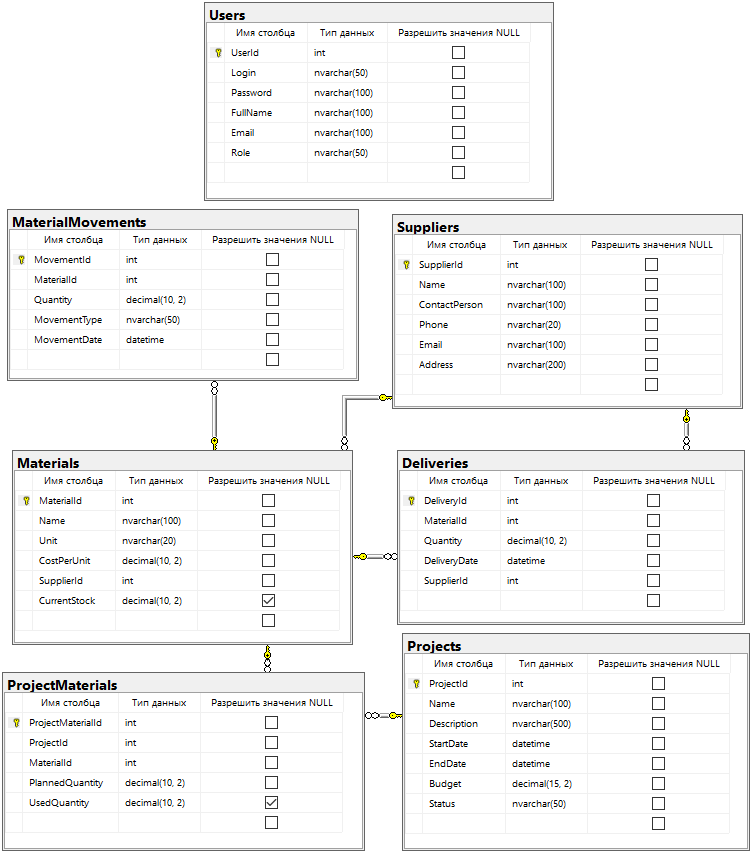 Users
Имя столбца Тип данных Разрешить значения NULL
UserId int
Login nvarchar(50)
Password nvarchar(100)
FullName nvarchar(100)
Email nvarchar(100)
Role nvarchar(50)
MaterialMovements
Имя столбца Тип данных Разрешить значения NULL
MovementId int
MaterialId int
Quantity decimal(10, 2)
MovementType nvarchar(50)
MovementDate datetime
Suppliers
Имя столбца Тип данных Разрешить значения NULL
SupplierId int
Name nvarchar(100)
ContactPerson nvarchar(100)
Phone nvarchar(20)
Email nvarchar(100)
Address nvarchar(200)
Materials
Имя столбца Тип данных Разрешить значения NULL
MaterialId int
Name nvarchar(100)
Unit nvarchar(20)
CostPerUnit decimal(10, 2)
SupplierId int
CurrentStock decimal(10, 2)
Deliveries
Имя столбца Тип данных Разрешить значения NULL
DeliveryId int
MaterialId int
Quantity decimal(10, 2)
DeliveryDate datetime
SupplierId int
ProjectMaterials
Имя столбца Тип данных Разрешить значения NULL
ProjectMaterialId int
ProjectId int
MaterialId int
PlannedQuantity decimal(10, 2)
UsedQuantity decimal(10, 2)
Projects
Имя столбца Тип данных Разрешить значения NULL
ProjectId int
Name nvarchar(100)
Description nvarchar(500)
StartDate datetime
EndDate datetime
Budget decimal(15, 2)
Status nvarchar(50)